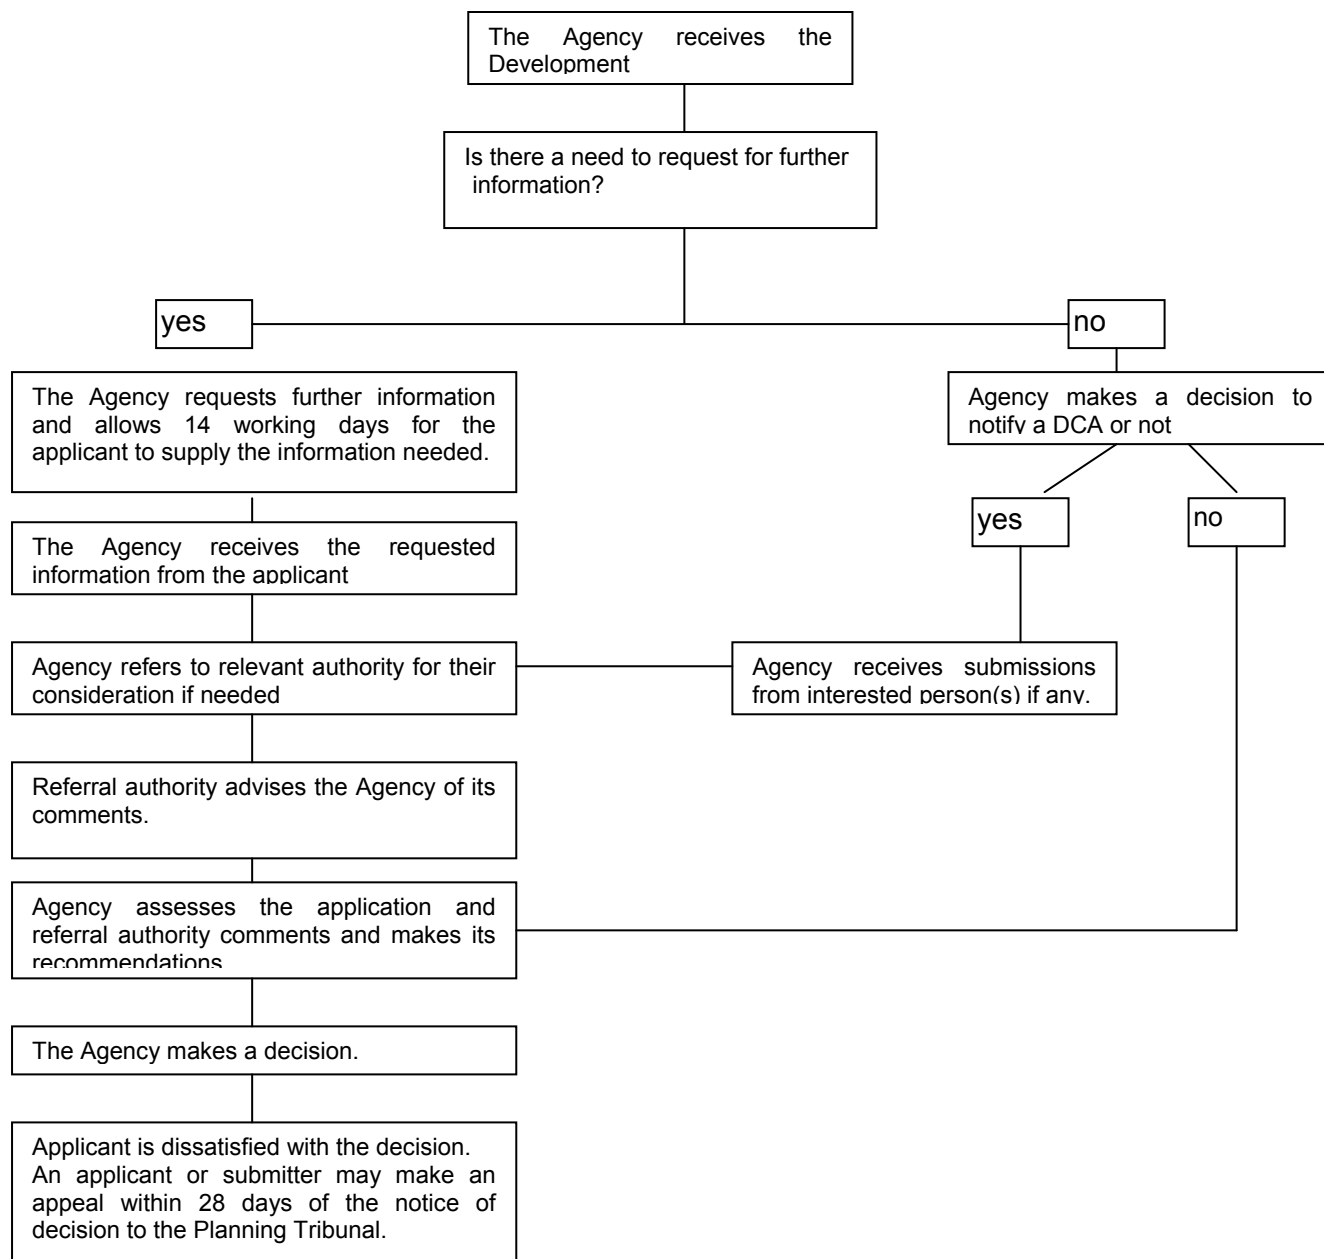 The Agency receives the
Development
Is there a need to request for further
information?
yes
no
The Agency requests further information
and allows 14 working days for the
applicant to supply the information needed.
Agency makes a decision to
notify a DCA or not
yes
no
The Agency receives the requested
information from the applicant
Agency refers to relevant authority for their
consideration if needed
Agency receives submissions
from interested person(s) if any.
Referral authority advises the Agency of its
comments.
Agency assesses the application and
referral authority comments and makes its
recommendations
The Agency makes a decision.
Applicant is dissatisfied with the decision.
An applicant or submitter may make an
appeal within 28 days of the notice of
decision to the Planning Tribunal.